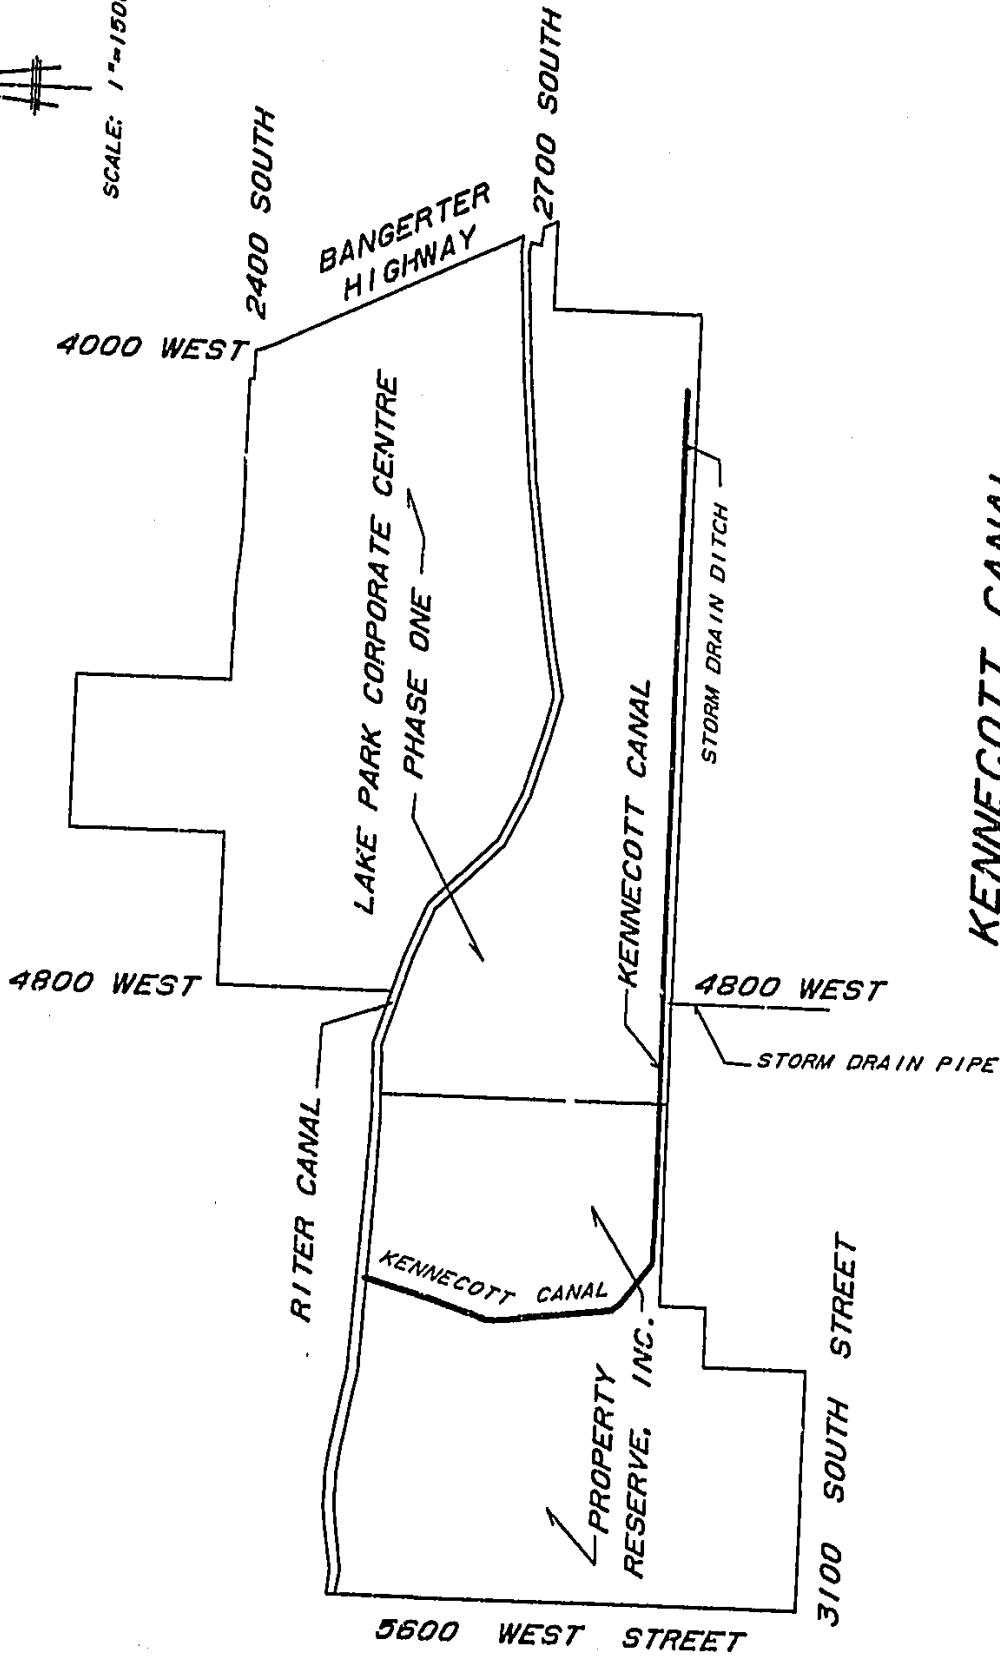 SCALE: 1"=150
2400 SOUTH
2700 SOUTH
4000 WEST
BANGERTER
HIGHWAY
LAKE PARK CORPORATE CENTRE
PHASE ONE
STORM DRAIN DITCH
KENNECOTT CANAL
4800 WEST
4800 WEST
STORM DRAIN PIPE
RITER CANAL
KENNECOTT CANAL
PROPERTY
RESERVE, INC.
3100 SOUTH STREET
5600 WEST STREET
KENNECOTT CANAL